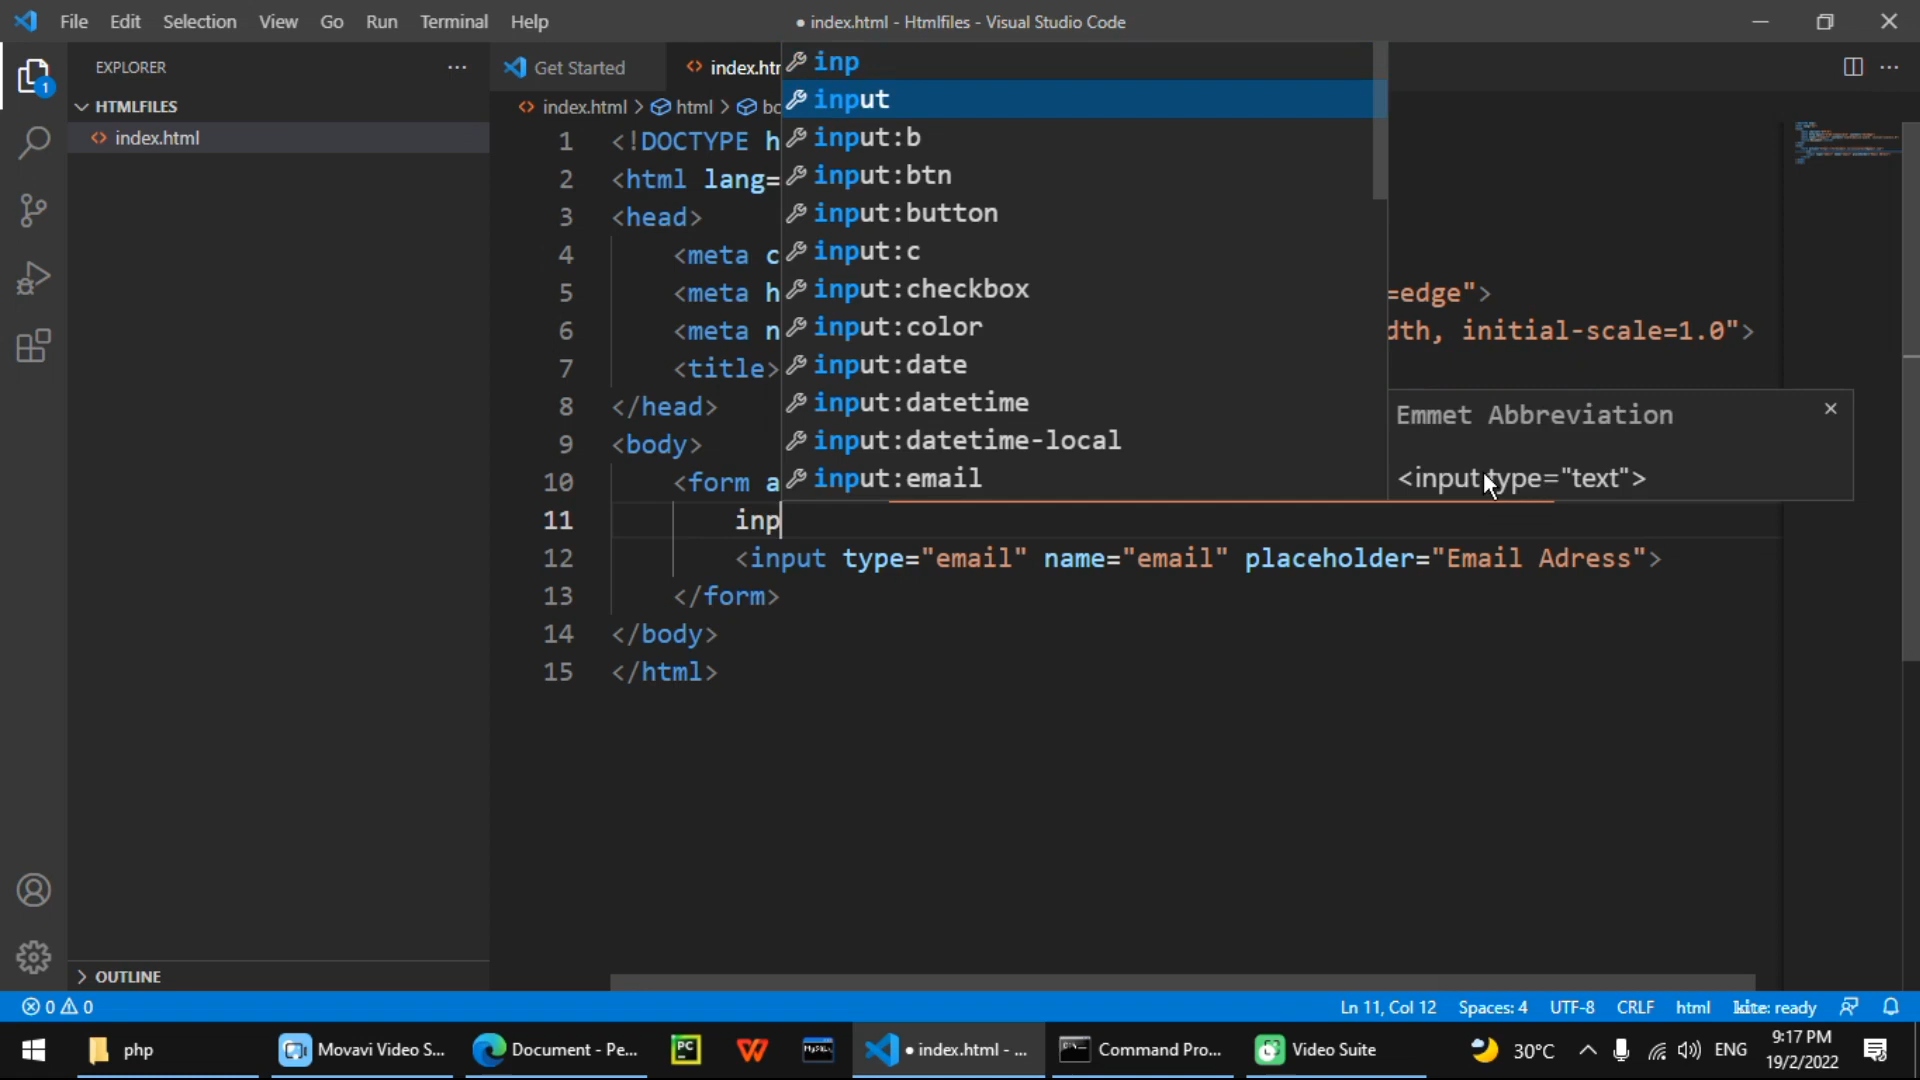 File Edit Selection View Go Run Terminal Help
● index.html - Htmlfiles - Visual Studio Code
EXPLORER
1
HTMLFILES
index.html
OUTLINE
Get Started
index.htm
index.html > html > bo
1 <!DOCTYPE h
2 <html lang=
3 <head>
4 <meta c
5 <meta h =edge">
6 <meta n dth, initial-scale=1.0">
7 <title>
8 </head>
9 <body>
10 <form a
11 inp
12 <input type="email" name="email" placeholder="Email Adress">
13 </form>
14 </body>
15 </html>
inp
input
input:b
input:btn
input:button
input:c
input:checkbox
input:color
input:date
input:datetime
input:datetime-local
input:email
Emmet Abbreviation
<input type="text">
0 0
Ln 11, Col 12 Spaces: 4 UTF-8 CRLF html kite: ready
php
Movavi Video S...
Document - Pe...
PC
MySQL
● index.html - ...
Command Pro...
Video Suite
30°C
ENG
9:17 PM
19/2/2022